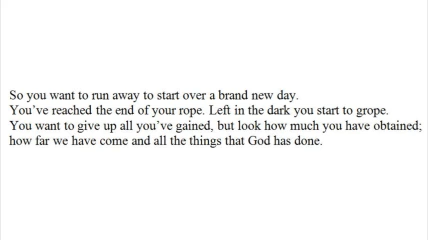 So you want to run away to start over a brand new day.
You’ve reached the end of your rope. Left in the dark you start to grope.
You want to give up all you’ve gained, but look how much you have obtained;
how far we have come and all the things that God has done.